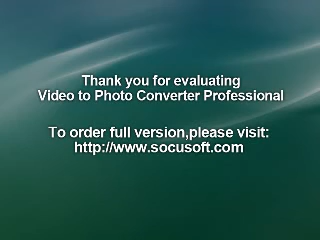 Thank you for evaluating
Video to Photo Converter Professional
To order full version,please visit:
http://www.socusoft.com